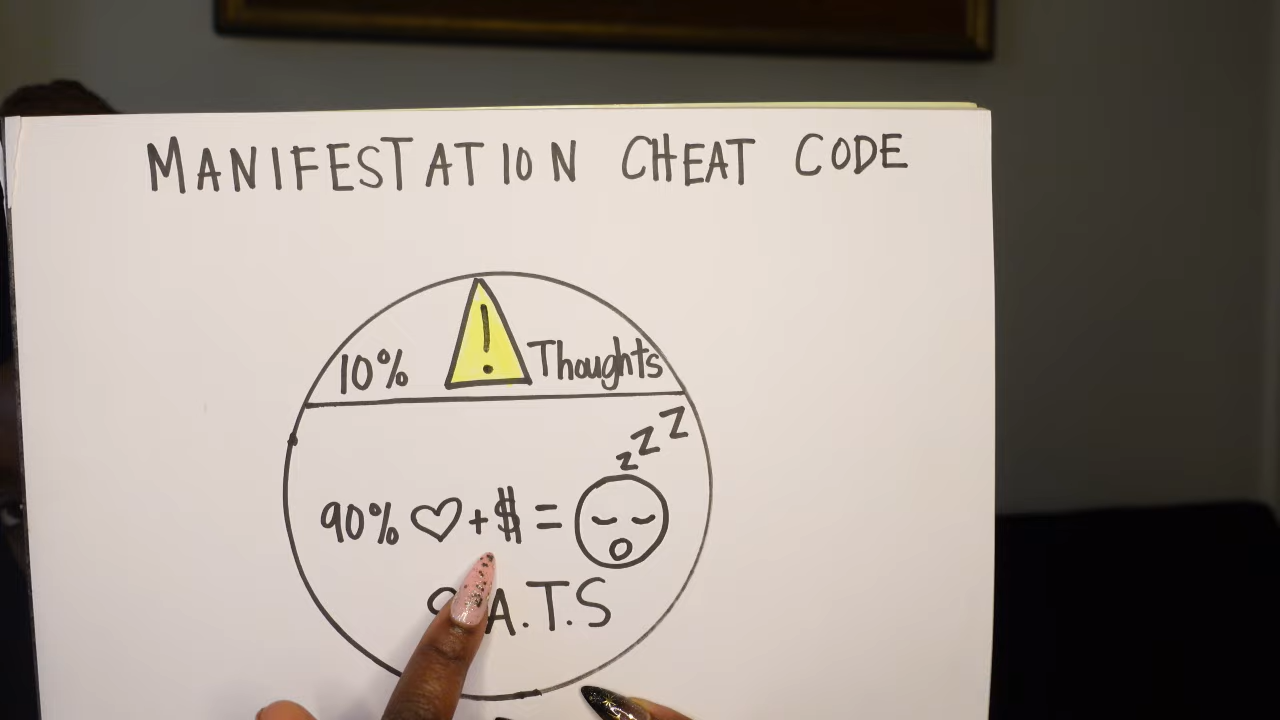 MANIFESTATION CHEAT CODE
10% ! Thoughts
z z Z
90% ♡ + $ =
A.T.S